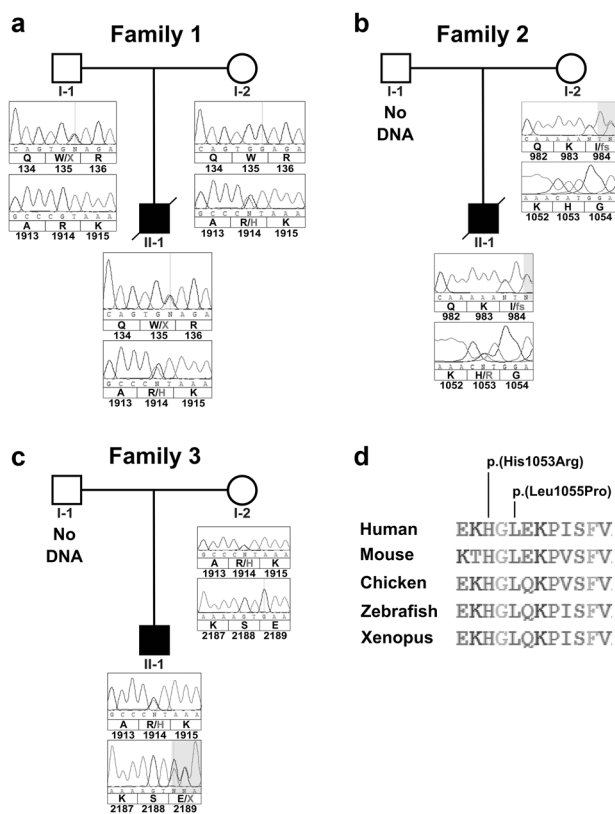 a
Family 1
I-1
I-2
C A G T G N A G A
Q W/X R
134 135 136
G C C C G T A A A
A R K
1913 1914 1915
C A G T G G A G A
Q W R
134 135 136
G C C C N T A A A
A R/H K
1913 1914 1915
II-1
C A G T G N A G A
Q W/X R
134 135 136
G C C C N T A A A
A R/H K
1913 1914 1915
b
Family 2
I-1
No
DNA
I-2
C A A A A A N T N
Q K I/fs
982 983 984
A A A C A T G G A
K H G
1052 1053 1054
II-1
C A A A A A N T N
Q K I/fs
982 983 984
A A A C N T G G A
K H/R G
1052 1053 1054
c
Family 3
I-1
No
DNA
I-2
G C C C N T A A A
A R/H K
1913 1914 1915
A A A A G T G A A
K S E
2187 2188 2189
II-1
G C C C N T A A A
A R/H K
1913 1914 1915
A A A A G T N N A
K S E/X
2187 2188 2189
d
p.(His1053Arg)
p.(Leu1055Pro)
Human EKHGLEKPISFV
Mouse KTHGLEKPVSFV
Chicken EKHGLQKPVSFV
Zebrafish EKHGLQKPISFV
Xenopus EKHGLQKPISFV